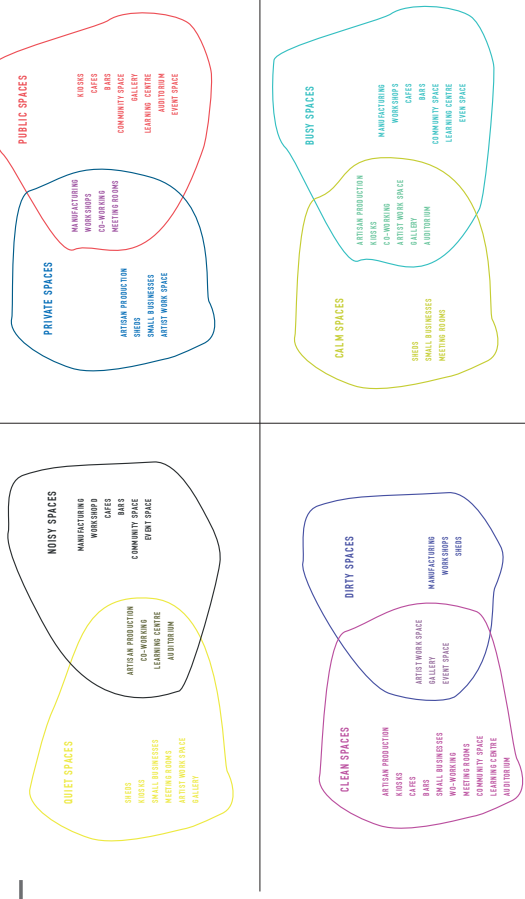 QUIET SPACES
SHEDS
KIOSKS
SMALL BUSINESSES
MEETING ROOMS
ARTIST WORK SPACE
GALLERY
ARTISAN PRODUCTION
CO-WORKING
LEARNING CENTRE
AUDITORIUM
NOISY SPACES
MANUFACTURING
WORKSHOPD
CAFES
BARS
COMMUNITY SPACE
EVENT SPACE
PRIVATE SPACES
ARTISAN PRODUCTION
SHEDS
SMALL BUSINESSES
ARTIST WORK SPACE
MANUFACTURING
WORKSHOPS
CO-WORKING
MEETING ROOMS
PUBLIC SPACES
KIOSKS
CAFES
BARS
COMMUNITY SPACE
GALLERY
LEARNING CENTRE
AUDITORIUM
EVENT SPACE
CLEAN SPACES
ARTISAN PRODUCTION
KIOSKS
CAFES
BARS
SMALL BUSINESSES
WO-WORKING
MEETING ROOMS
COMMUNITY SPACE
LEARNING CENTRE
AUDITORIUM
ARTIST WORK SPACE
GALLERY
EVENT SPACE
DIRTY SPACES
MANUFACTURING
WORKSHOPS
SHEDS
CALM SPACES
SHEDS
SMALL BUSINESSES
MEETING ROOMS
ARTISAN PRODUCTION
KIOSKS
CO-WORKING
ARTIST WORK SPACE
GALLERY
AUDITORIUM
BUSY SPACES
MANUFACTURING
WORKSHOPS
CAFES
BARS
COMMUNITY SPACE
LEARNING CENTRE
EVEN SPACE